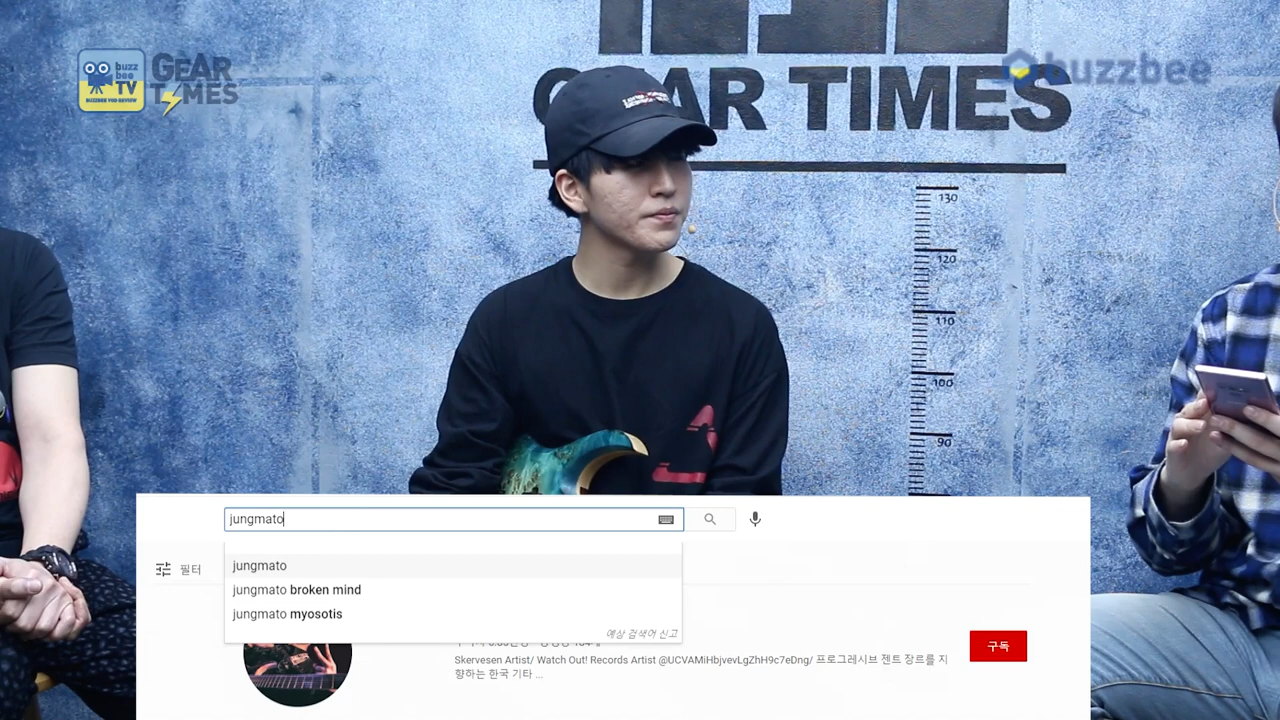 buzz
bee
TV
BUZZBEE YOU REVIEW
GEAR
TIMES
GEAR TIMES
buzzbee
130
120
110
100
90
jungmato
필터
jungmato
jungmato broken mind
jungmato myosotis
예상 검색어 신고
구독
Skervesen Artist/ Watch Out! Records Artist @UCVAMiHbjvevLgZhH9c7eDng/ 프로그레시브 젠트 장르를 지
향하는 한국 기타 ...